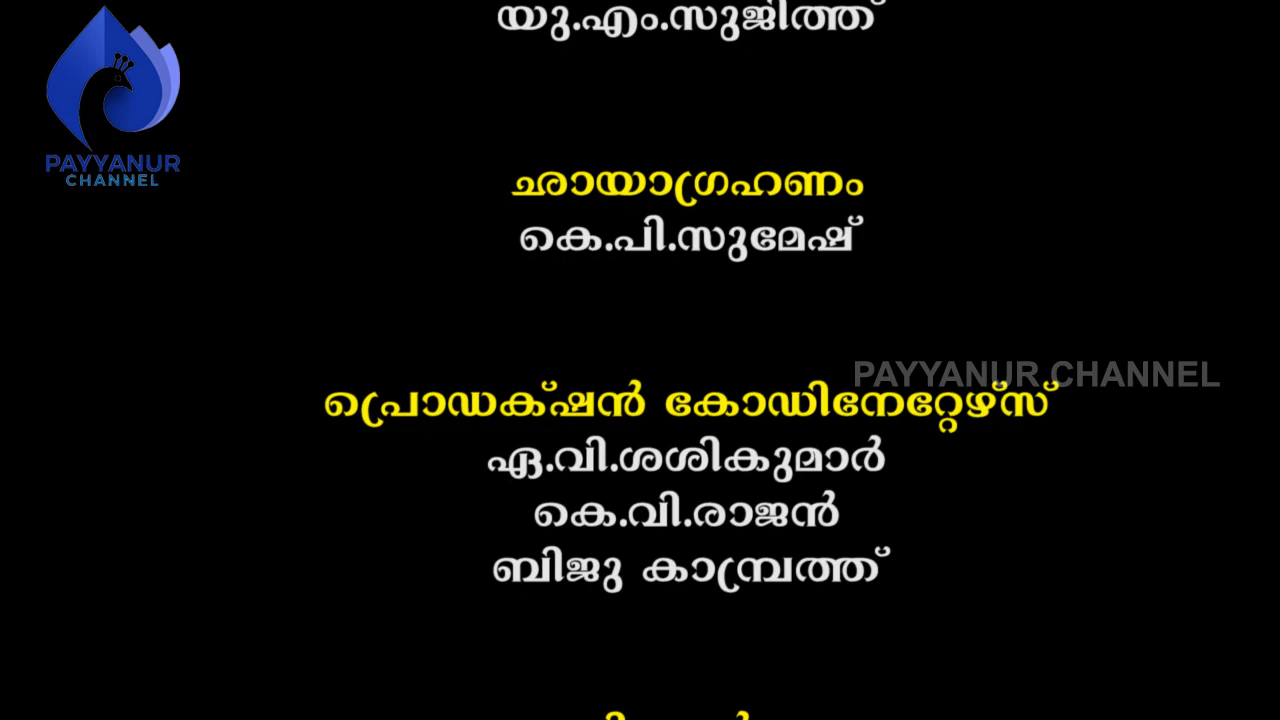 യു.എം.സുജിത്ത്
PAYYANUR
CHANNEL
ഛായാഗ്രഹണം
കെ.പി.സുമേഷ്
PAYYANUR CHANNEL
പ്രൊഡക്ഷൻ കോഡിനേറ്റേഴ്സ്
ഏ.വി.ശശികുമാർ
കെ.വി.രാജൻ
ബിജു കാമ്പ്രത്ത്